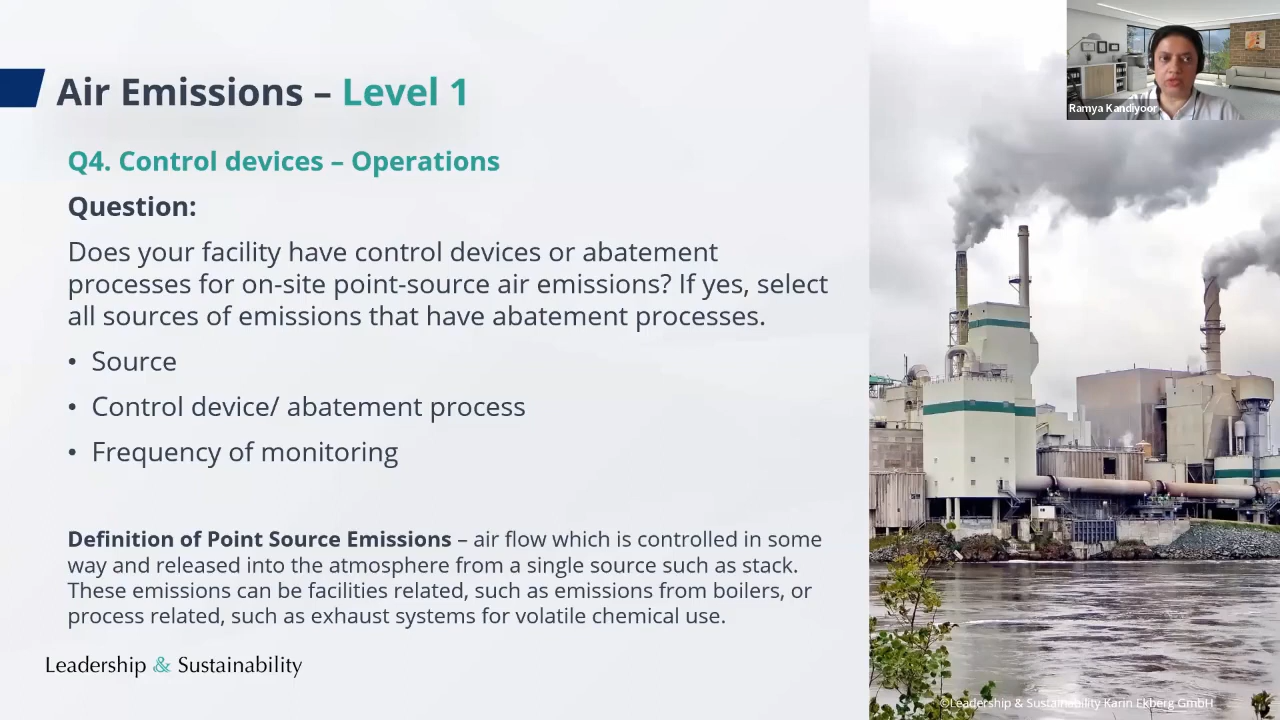 Air Emissions – Level 1
Ramya Kandiyoor
Q4. Control devices – Operations
Question:
Does your facility have control devices or abatement
processes for on-site point-source air emissions? If yes, select
all sources of emissions that have abatement processes.
• Source
• Control device/ abatement process
• Frequency of monitoring
Definition of Point Source Emissions – air flow which is controlled in some
way and released into the atmosphere from a single source such as stack.
These emissions can be facilities related, such as emissions from boilers, or
process related, such as exhaust systems for volatile chemical use.
Leadership & Sustainability
©Leadership & Sustainability Karin Ekberg GmbH